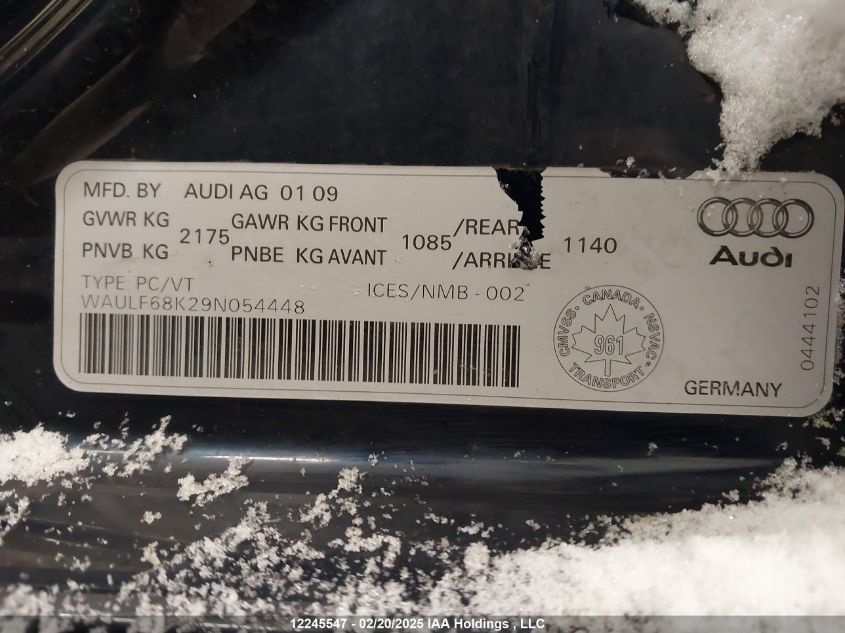 MFD. BY AUDI AG 01 09
GVWR KG 2175 GAWR KG FRONT 1085 /REAR 1140
PNVB KG PNBE KG AVANT /ARRIERE
TYPE: PC/VT ICES/NMB - 002
WAULF68K29N054448
Audi
CMVSS · CANADA · NSVAC
961
TRANSPORT
0444102
GERMANY
12245547 - 02/20/2025 IAA Holdings , LLC